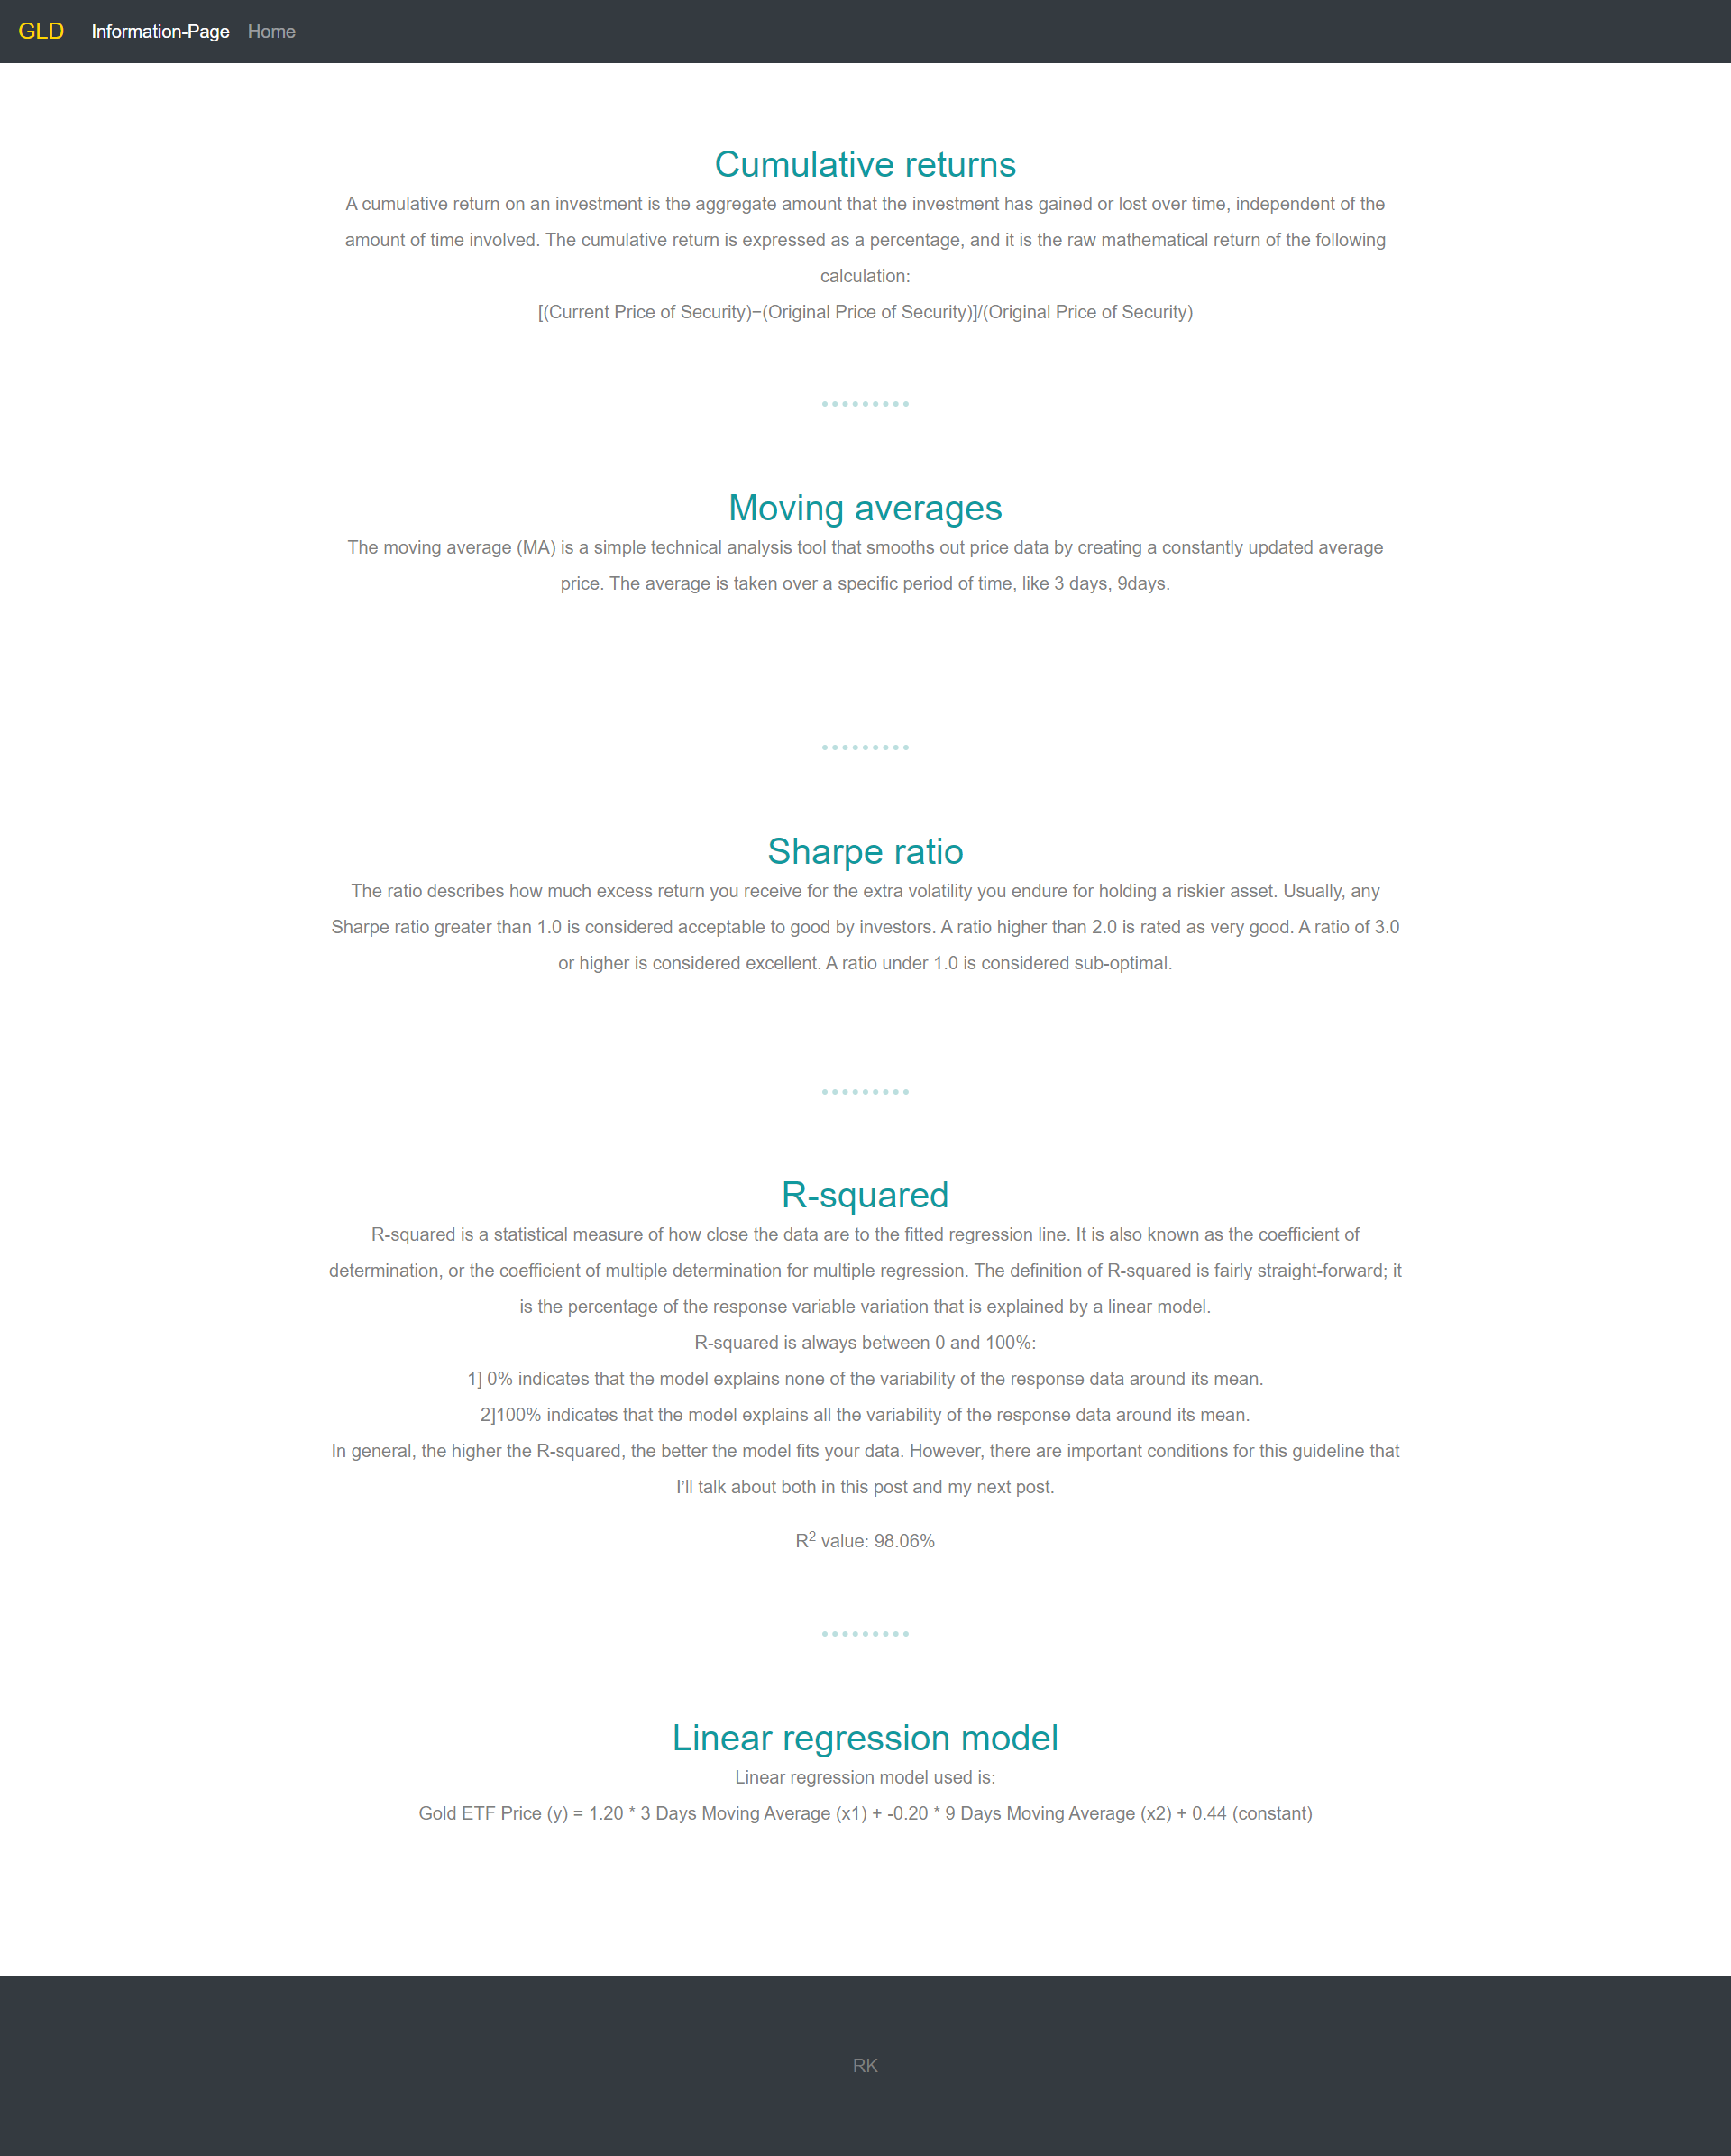 GLD Information-Page Home
Cumulative returns
A cumulative return on an investment is the aggregate amount that the investment has gained or lost over time, independent of the
amount of time involved. The cumulative return is expressed as a percentage, and it is the raw mathematical return of the following
calculation:
[(Current Price of Security)−(Original Price of Security)]/(Original Price of Security)
Moving averages
The moving average (MA) is a simple technical analysis tool that smooths out price data by creating a constantly updated average
price. The average is taken over a specific period of time, like 3 days, 9days.
Sharpe ratio
The ratio describes how much excess return you receive for the extra volatility you endure for holding a riskier asset. Usually, any
Sharpe ratio greater than 1.0 is considered acceptable to good by investors. A ratio higher than 2.0 is rated as very good. A ratio of 3.0
or higher is considered excellent. A ratio under 1.0 is considered sub-optimal.
R-squared
R-squared is a statistical measure of how close the data are to the fitted regression line. It is also known as the coefficient of
determination, or the coefficient of multiple determination for multiple regression. The definition of R-squared is fairly straight-forward; it
is the percentage of the response variable variation that is explained by a linear model.
R-squared is always between 0 and 100%:
1] 0% indicates that the model explains none of the variability of the response data around its mean.
2]100% indicates that the model explains all the variability of the response data around its mean.
In general, the higher the R-squared, the better the model fits your data. However, there are important conditions for this guideline that
I’ll talk about both in this post and my next post.
R² value: 98.06%
Linear regression model
Linear regression model used is:
Gold ETF Price (y) = 1.20 * 3 Days Moving Average (x1) + -0.20 * 9 Days Moving Average (x2) + 0.44 (constant)
RK